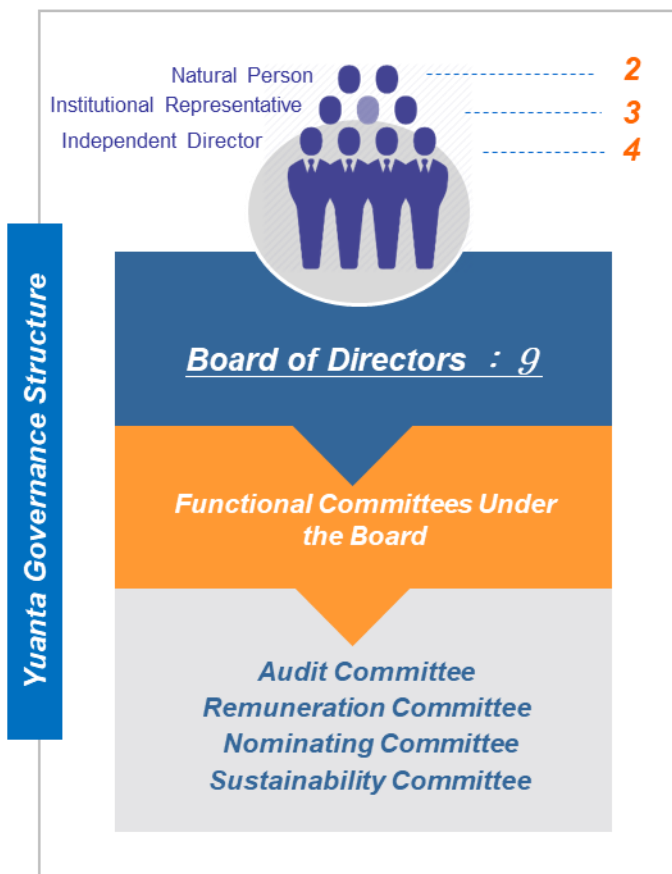 Natural Person 2
Institutional Representative 3
Independent Director 4
Yuanta Governance Structure
Board of Directors : 9
Functional Committees Under
the Board
Audit Committee
Remuneration Committee
Nominating Committee
Sustainability Committee